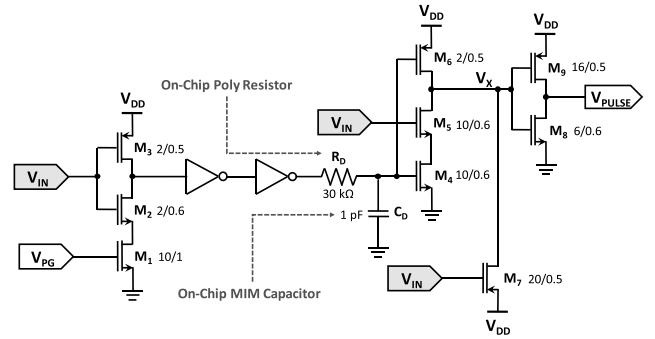 V_DD
V_DD
M_6 2/0.5
M_9 16/0.5
On-Chip Poly Resistor
V_X
V_DD
V_IN
V_PULSE
M_5 10/0.6
M_8 6/0.6
M_3 2/0.5
R_D
V_IN
M_4 10/0.6
30 kΩ
M_2 2/0.6
1 pF C_D
V_PG
M_1 10/1
V_IN
M_7 20/0.5
On-Chip MIM Capacitor
V_DD